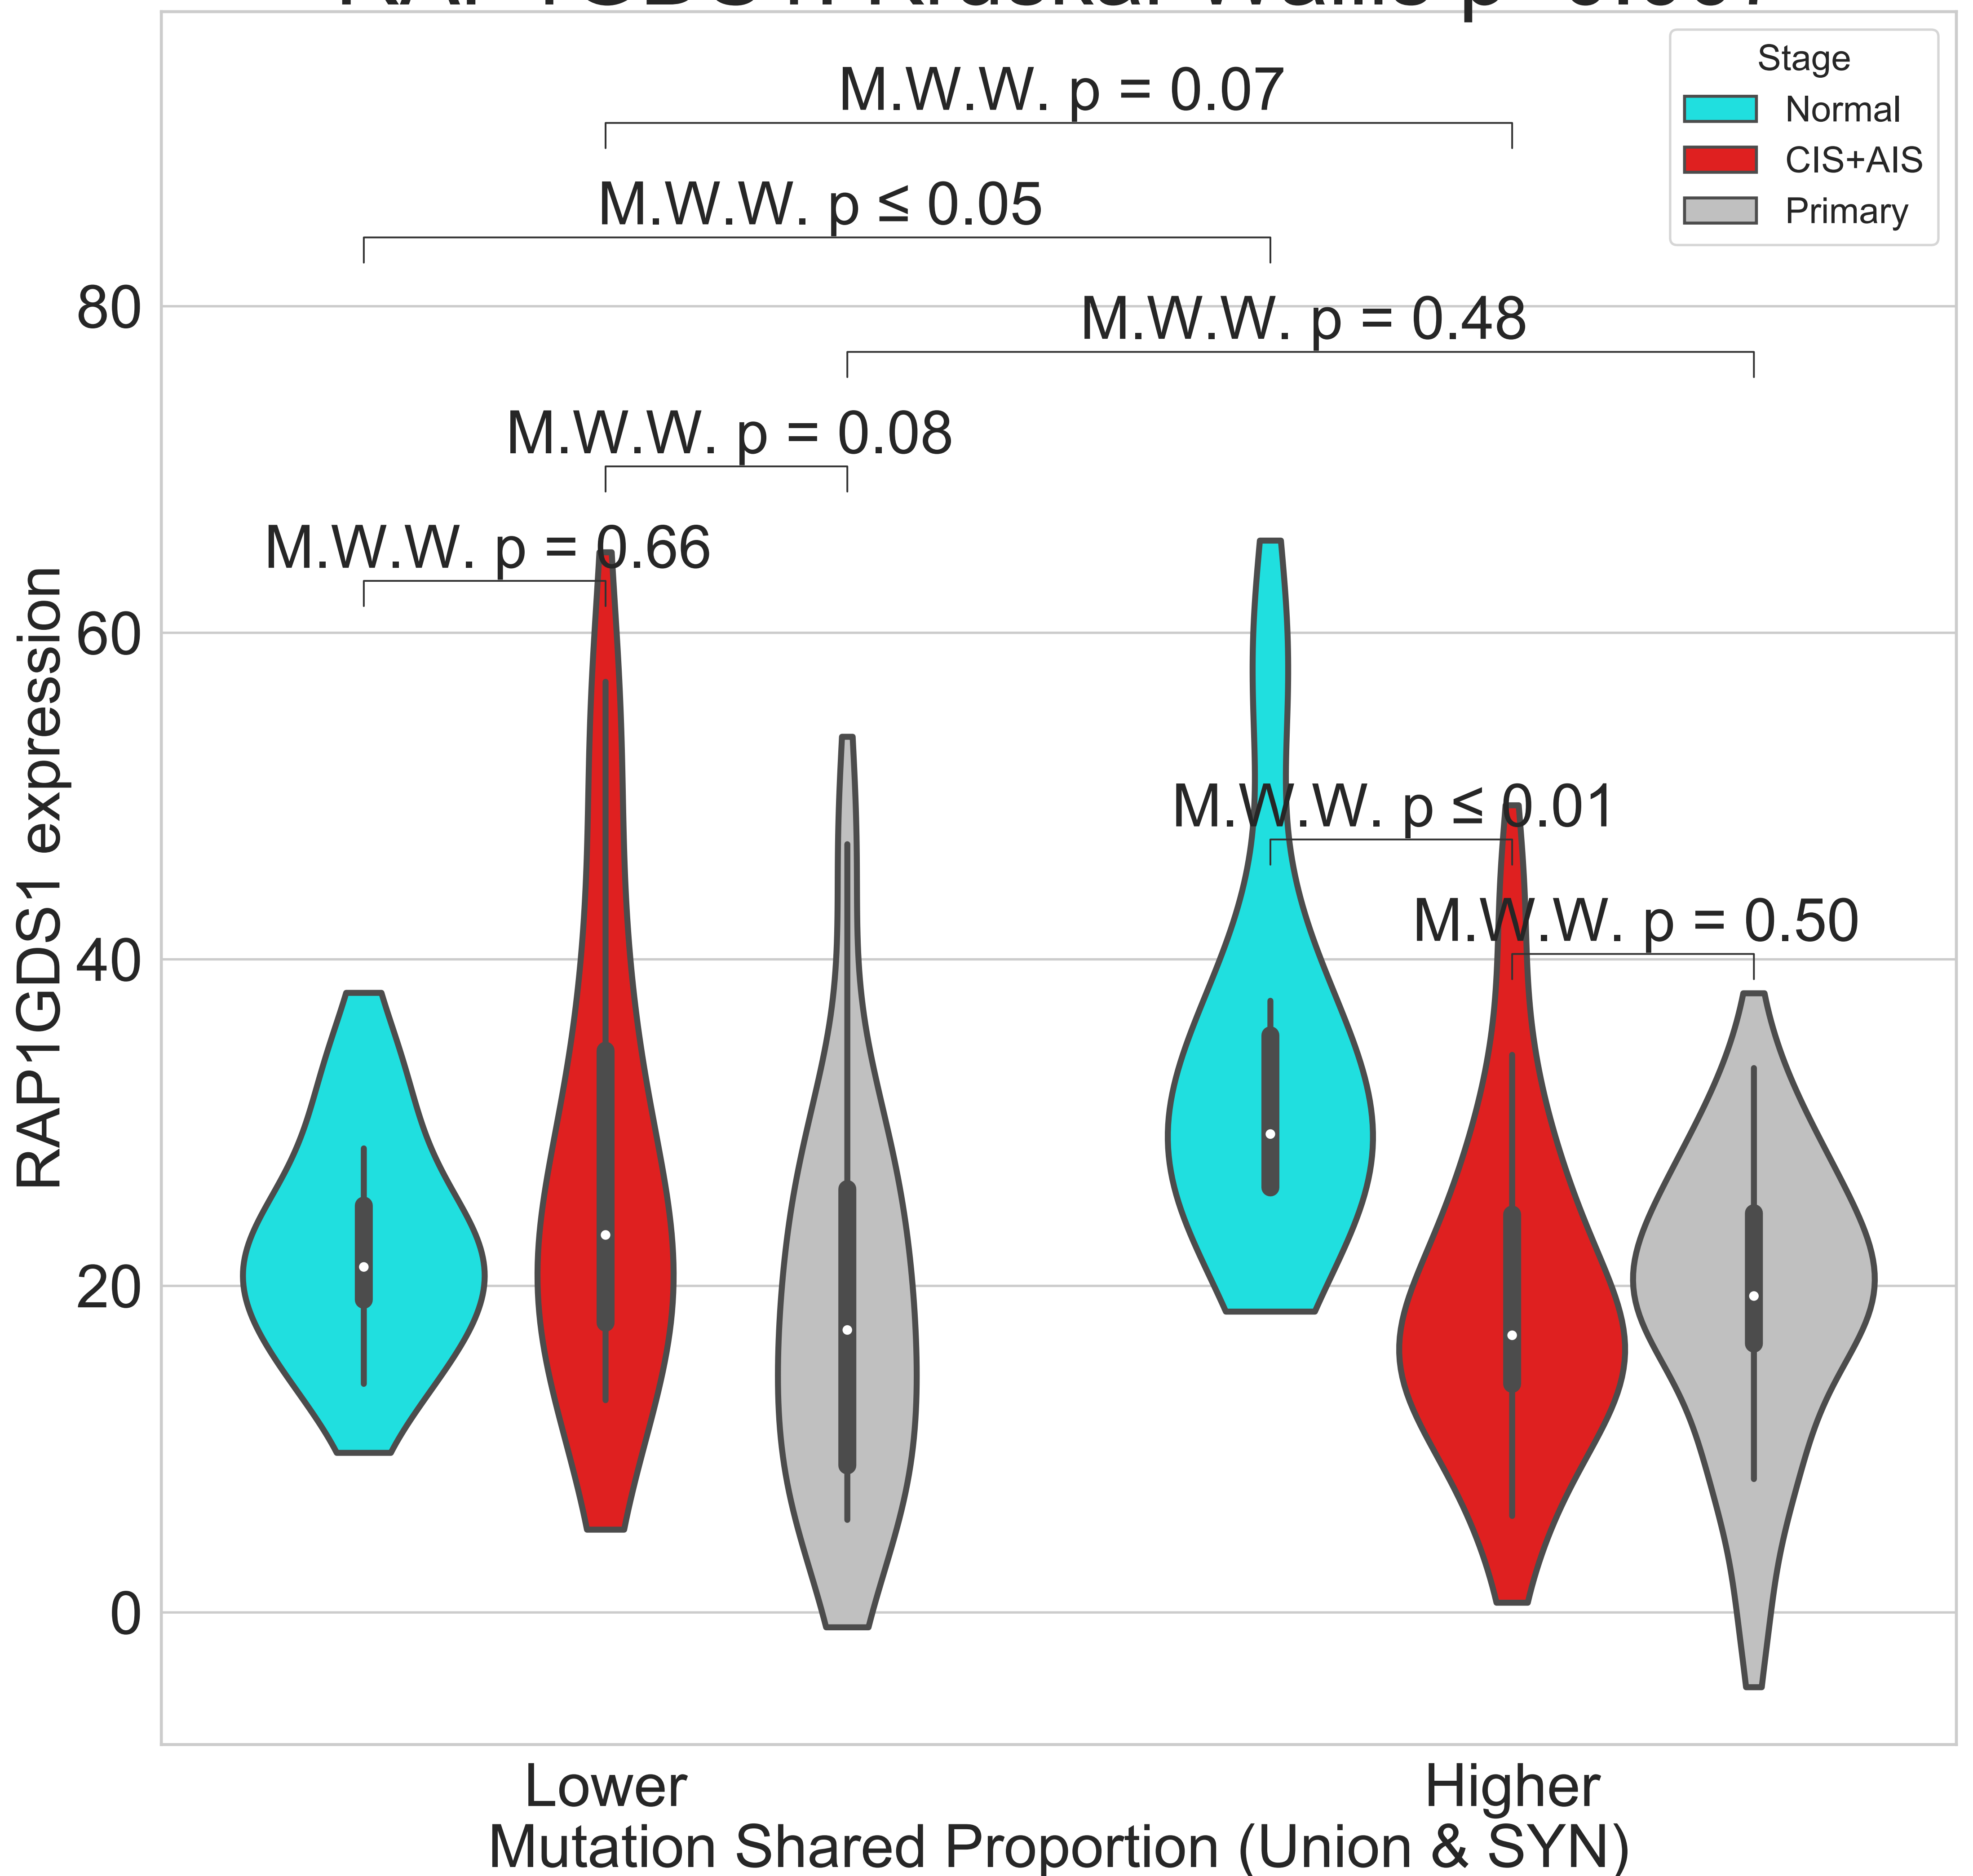 Stage
Normal
CIS+AIS
Primary
M.W.W. p = 0.07
M.W.W. p ≤ 0.05
M.W.W. p = 0.48
M.W.W. p = 0.08
M.W.W. p = 0.66
M.W.W. p ≤ 0.01
M.W.W. p = 0.50
80
60
40
20
0
RAP1GDS1 expression
Lower
Higher
Mutation Shared Proportion (Union & SYN)